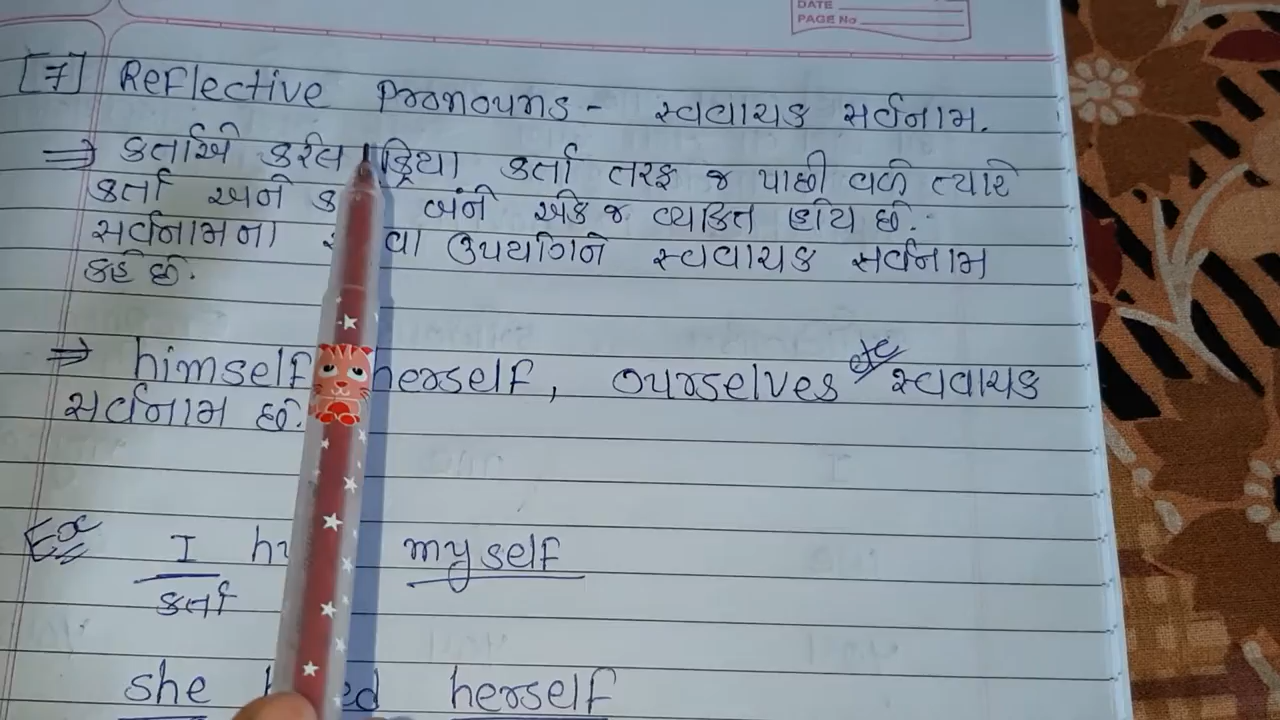 DATE
PAGE No
[7] Reflective Pronouns - સ્વવાચક સર્વનામ.
⇒ કર્તાએ કરેલ ક્રિયા કર્તા તરફ જ પાછી વળે ત્યારે
કર્તા અને બંને એક જ વ્યકિત હોય છે.
સર્વનામના ઉપયોગને સ્વવાચક સર્વનામ
કહે છે.
⇒ himself herself, ourselves etc સ્વવાચક
સર્વનામ છે.
Ex I myself
કર્તા
she herself